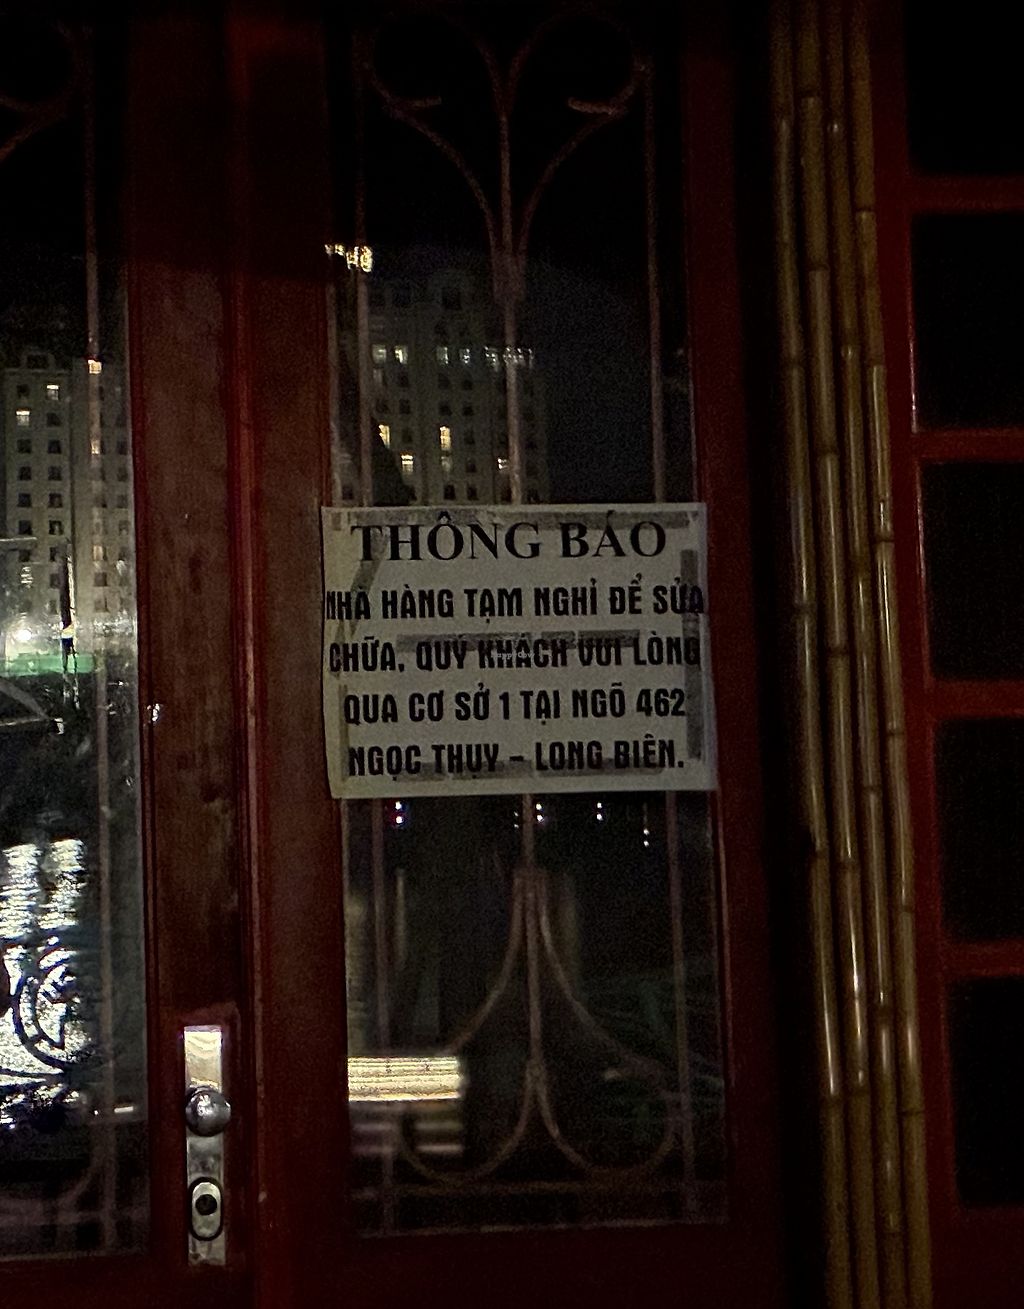 THÔNG BÁO
NHÀ HÀNG TẠM NGHỈ ĐỂ SỬA
CHỮA, QUÝ KHÁCH VUI LÒNG
QUA CƠ SỞ 1 TẠI NGÕ 462
NGỌC THỤY – LONG BIÊN.